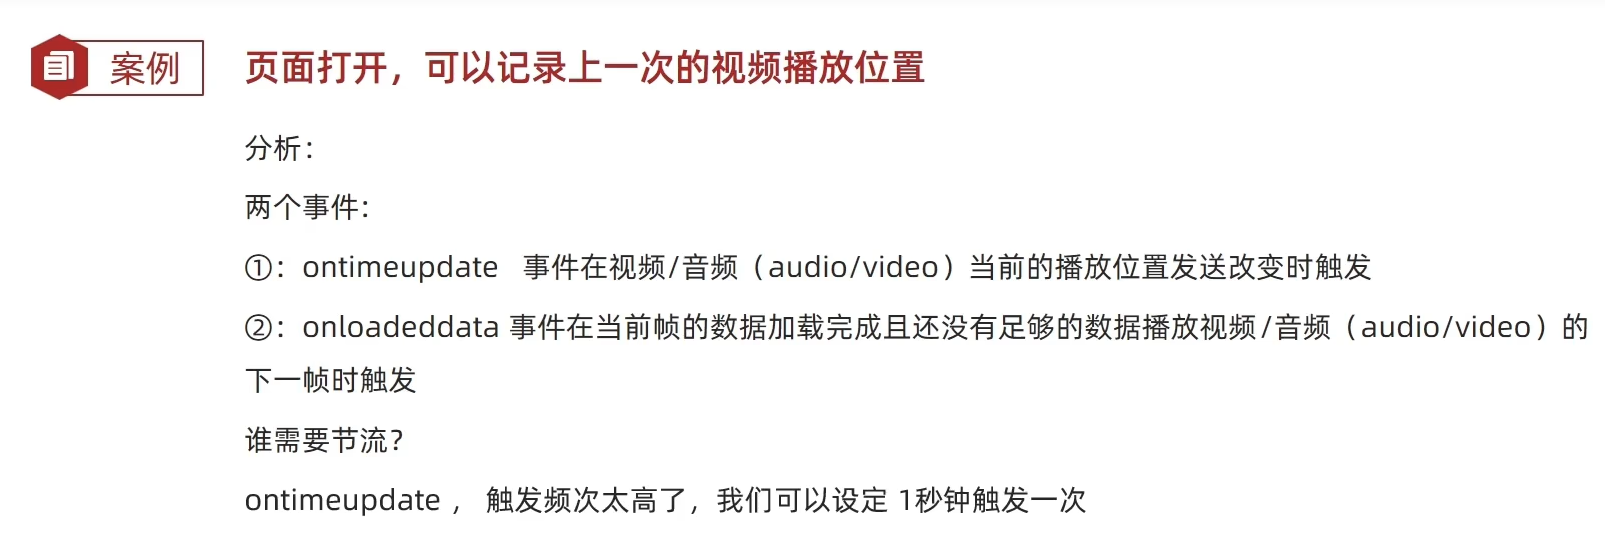 案例
页面打开，可以记录上一次的视频播放位置
分析：
两个事件：
①：ontimeupdate 事件在视频/音频（audio/video）当前的播放位置发送改变时触发
②：onloadeddata 事件在当前帧的数据加载完成且还没有足够的数据播放视频/音频（audio/video）的
下一帧时触发
谁需要节流？
ontimeupdate ， 触发频次太高了，我们可以设定 1秒钟触发一次